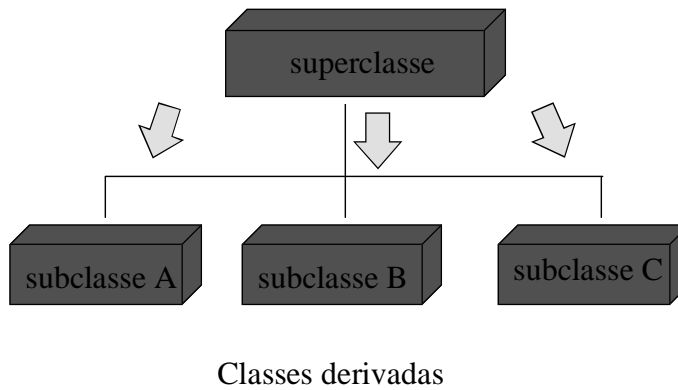 superclasse
subclasse A
subclasse B
subclasse C
Classes derivadas